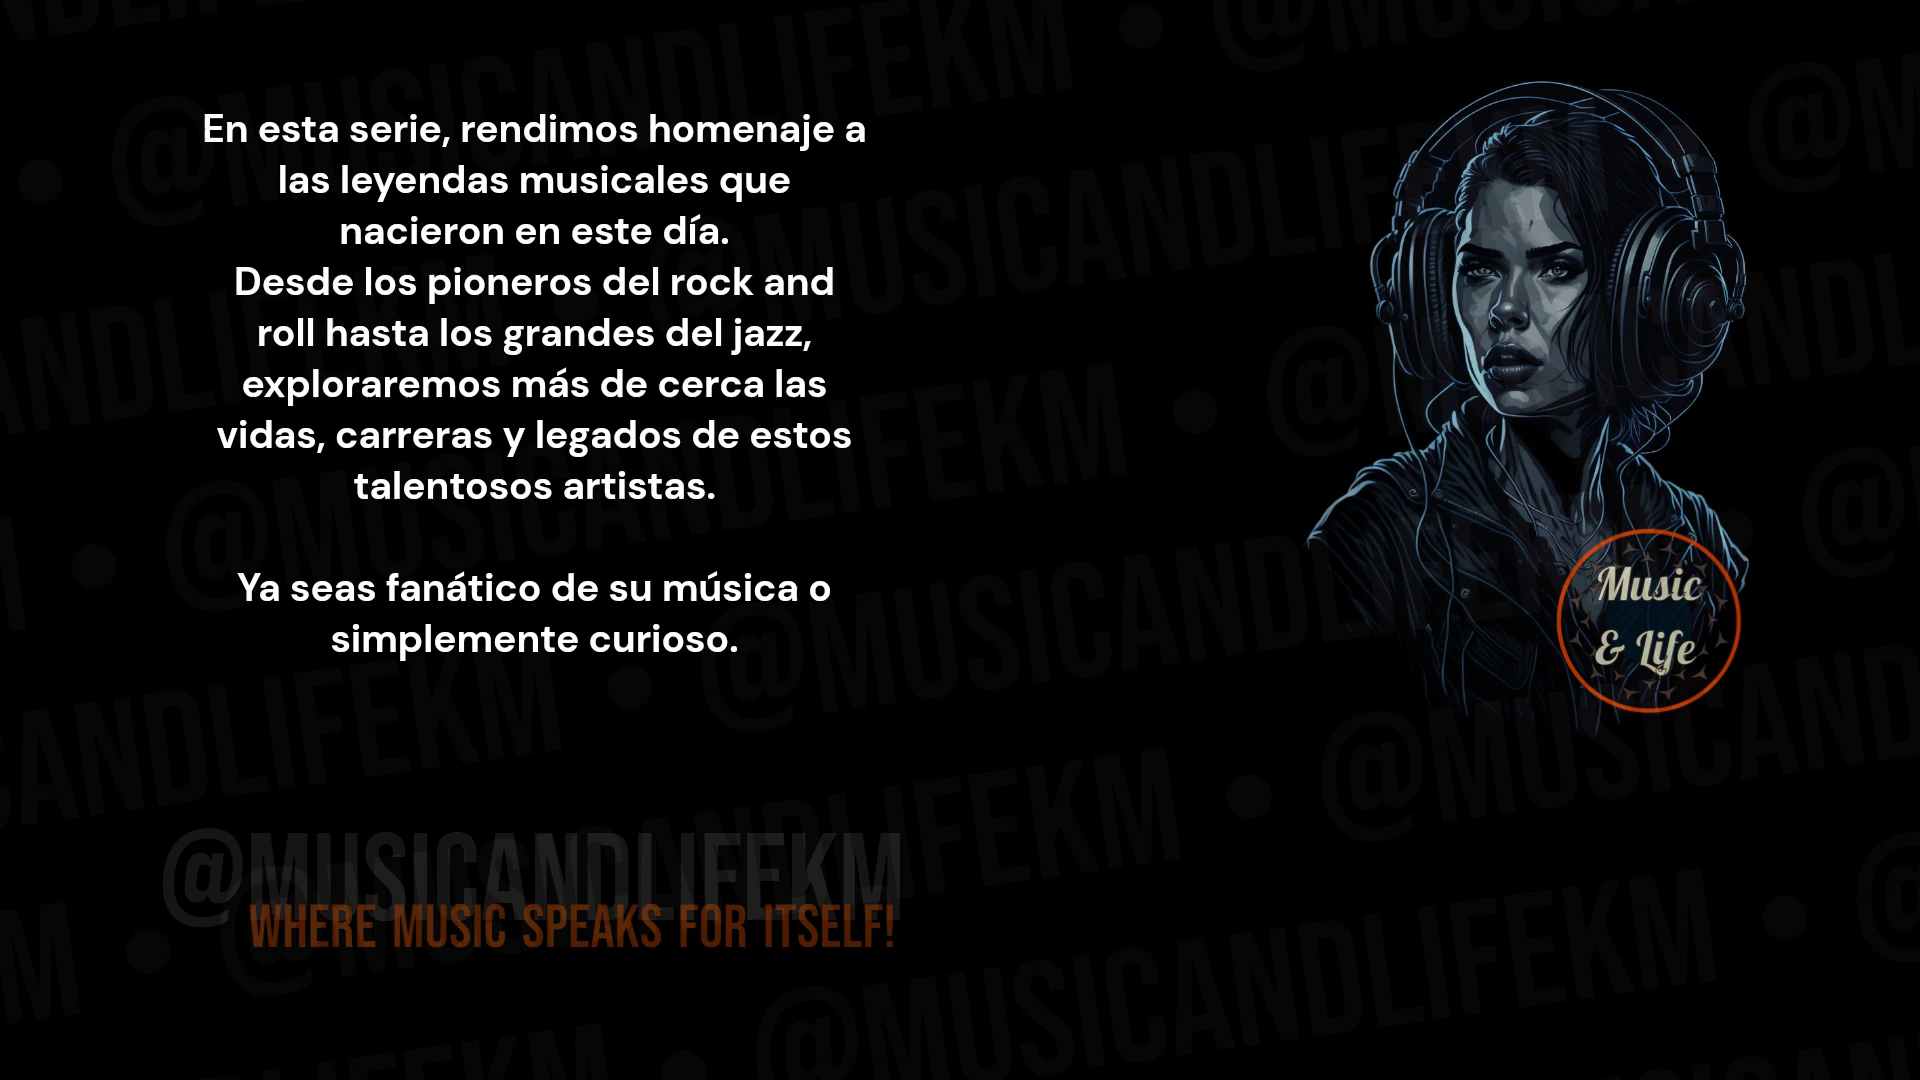 En esta serie, rendimos homenaje a
las leyendas musicales que
nacieron en este día.
Desde los pioneros del rock and
roll hasta los grandes del jazz,
exploraremos más de cerca las
vidas, carreras y legados de estos
talentosos artistas.
Ya seas fanático de su música o
simplemente curioso.
Music
& Life
@MUSICANDLIFEKM
WHERE MUSIC SPEAKS FOR ITSELF!